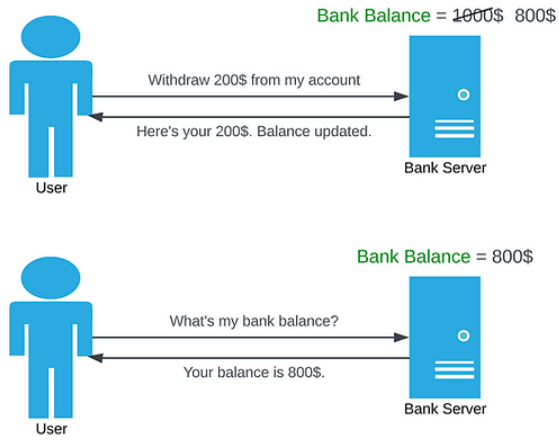 Bank Balance = 1000$ 800$
Withdraw 200$ from my account
Here's your 200$. Balance updated.
User
Bank Server
Bank Balance = 800$
What's my bank balance?
Your balance is 800$.
Bank Server
User